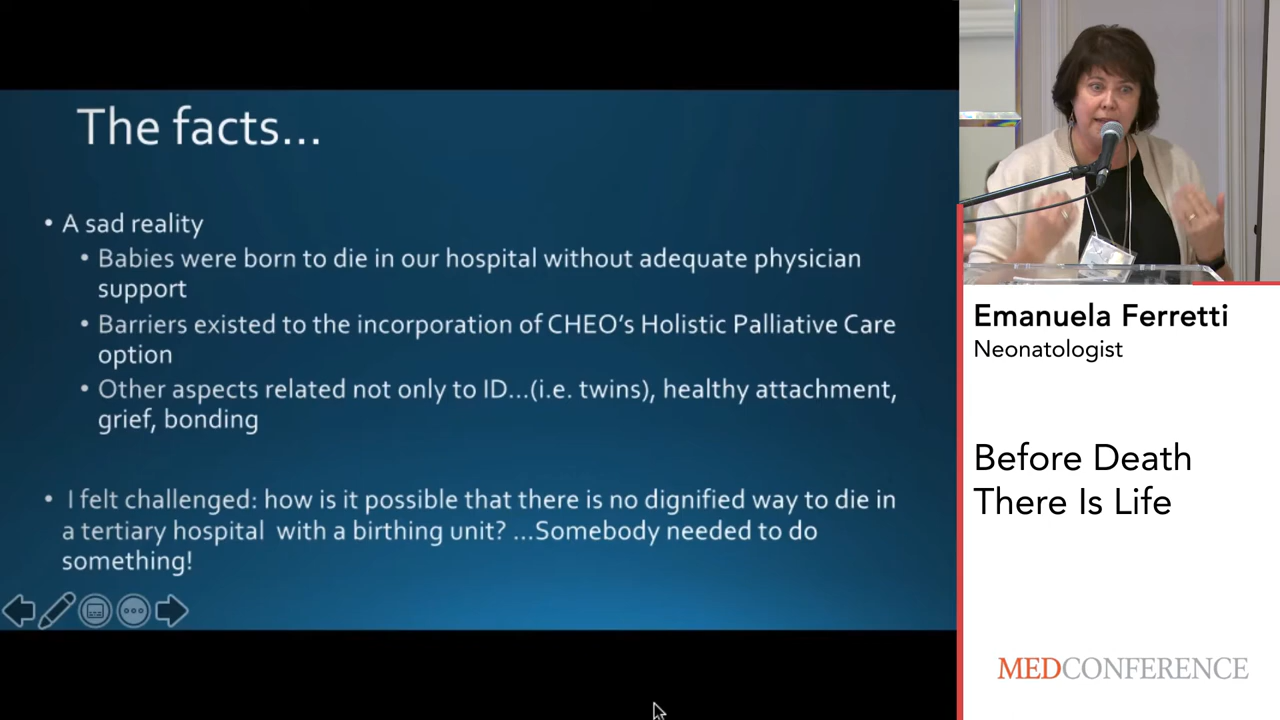 The facts...
• A sad reality
• Babies were born to die in our hospital without adequate physician
support
• Barriers existed to the incorporation of CHEO’s Holistic Palliative Care
option
• Other aspects related not only to ID...(i.e. twins), healthy attachment,
grief, bonding
• I felt challenged: how is it possible that there is no dignified way to die in
a tertiary hospital with a birthing unit? ...Somebody needed to do
something!
Emanuela Ferretti
Neonatologist
Before Death
There Is Life
MEDCONFERENCE